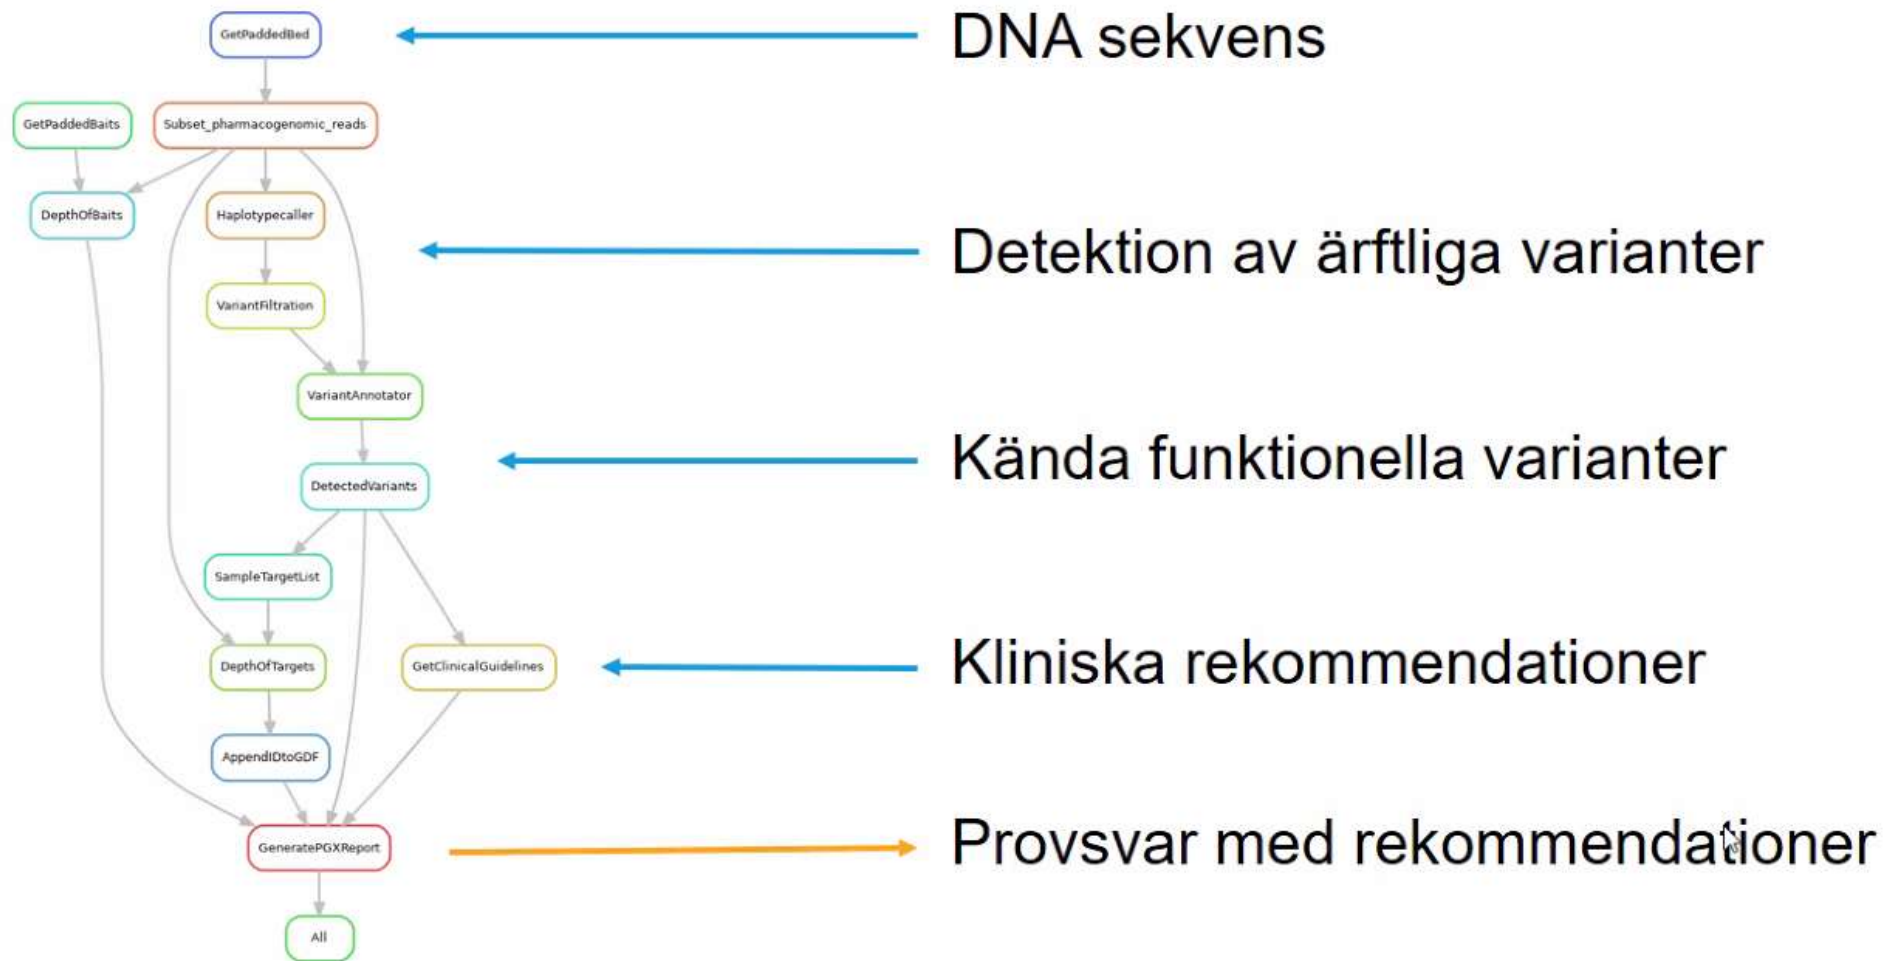 GetPaddedBed
DNA sekvens
GetPaddedBaits
Subset_pharmacogenomic_reads
DepthOfBaits
Haplotypecaller
Detektion av ärftliga varianter
VariantFiltration
VariantAnnotator
Kända funktionella varianter
DetectedVariants
SampleTargetList
DepthOfTargets
GetClinicalGuidelines
Kliniska rekommendationer
AppendIDtoGDF
GeneratePGXReport
Provsvar med rekommendationer
All